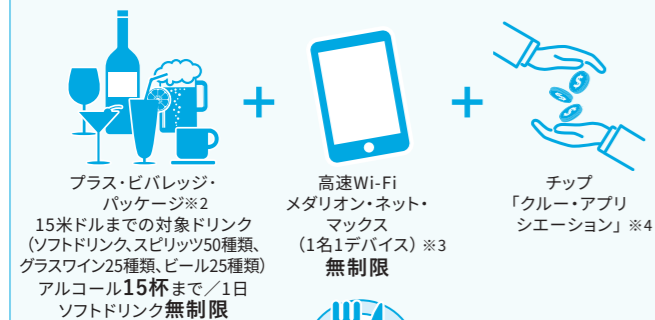 プラス・ビバレッジ・
パッケージ※2
15米ドルまでの対象ドリンク
（ソフトドリンク、スピリッツ50種類、
グラスワイン25種類、ビール25種類）
アルコール15杯まで／1日
ソフトドリンク無制限
+
高速Wi-Fi
メダリオン・ネット・
マックス
（1名1デバイス）※3
無制限
+
チップ
「クルー・アプリ
シエーション」※4